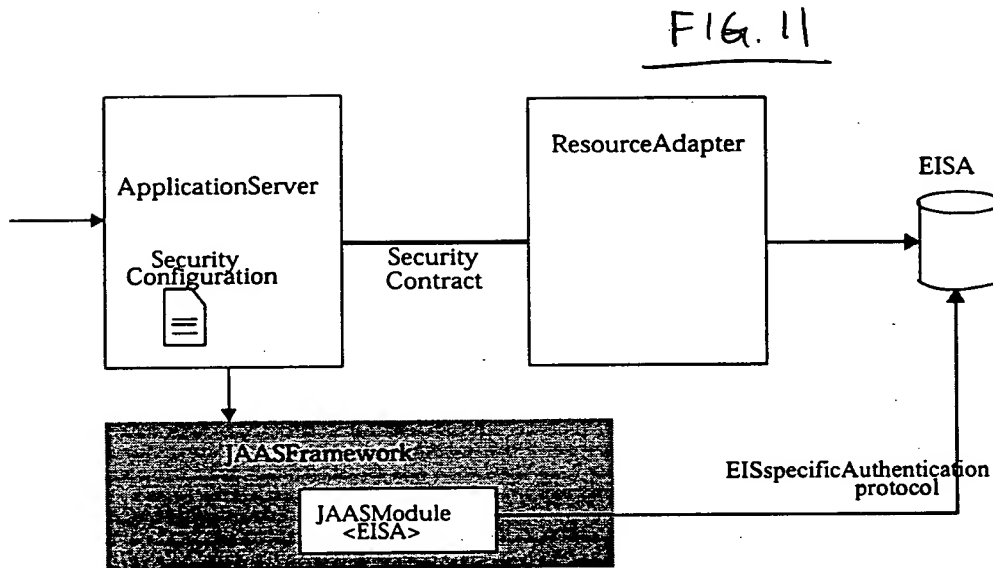 FIG. 11
ApplicationServer
Security
Configuration
Security
Contract
ResourceAdapter
EISA
JAASFramework
JAASModule
<EISA>
EISspecificAuthentication
protocol